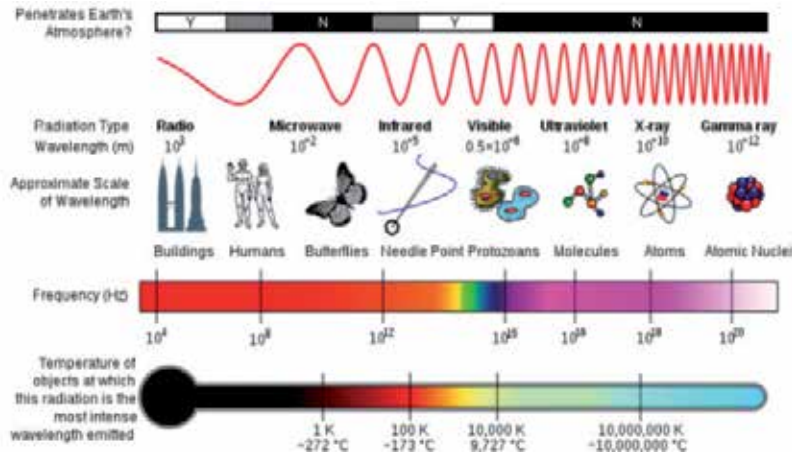 Penetrates Earth's
Atmosphere?
Y N Y N
Radiation Type
Radio Microwave Infrared Visible Ultraviolet X-ray Gamma ray
Wavelength (m)
10³ 10⁻² 10⁻⁵ 0.5×10⁻⁶ 10⁻⁸ 10⁻¹⁰ 10⁻¹²
Approximate Scale
of Wavelength
Buildings Humans Butterflies Needle Point Protozoans Molecules Atoms Atomic Nuclei
Frequency (Hz)
10⁴ 10⁸ 10¹² 10¹⁵ 10¹⁶ 10¹⁸ 10²⁰
Temperature of
objects at which
this radiation is the
most intense
wavelength emitted
1 K 100 K 10,000 K 10,000,000 K
−272 °C −173 °C 9,727 °C ~10,000,000 °C